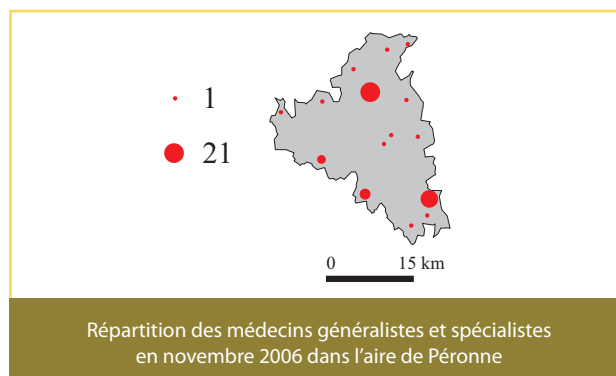 1
21
0 15 km
Répartition des médecins généralistes et spécialistes
en novembre 2006 dans l'aire de Péronne